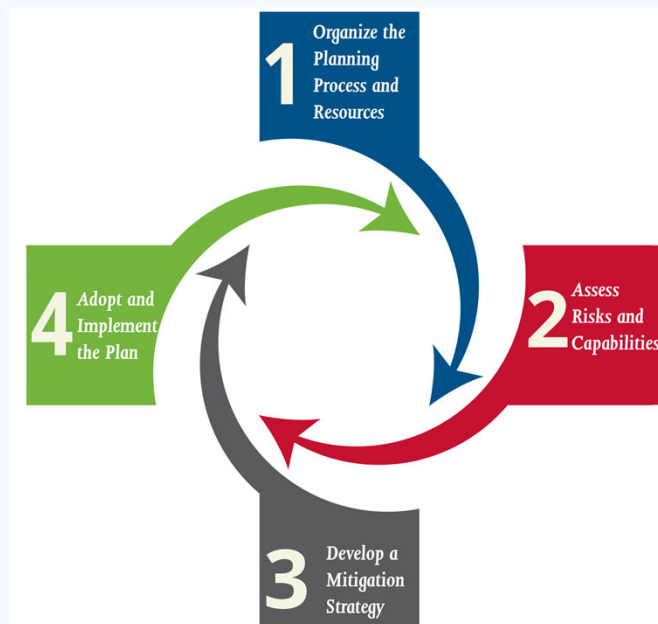 1
Organize the
Planning
Process and
Resources
2
Assess
Risks and
Capabilities
3
Develop a
Mitigation
Strategy
4
Adopt and
Implement
the Plan